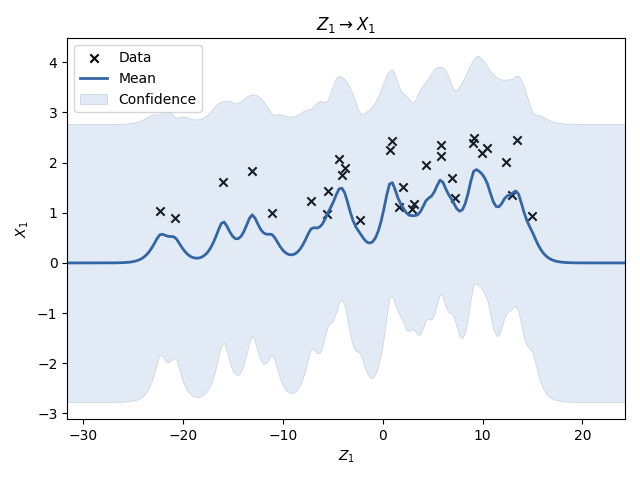 Z₁ → X₁
Data
Mean
Confidence
4
3
2
1
0
−1
−2
−3
X₁
−30 −20 −10 0 10 20
Z₁